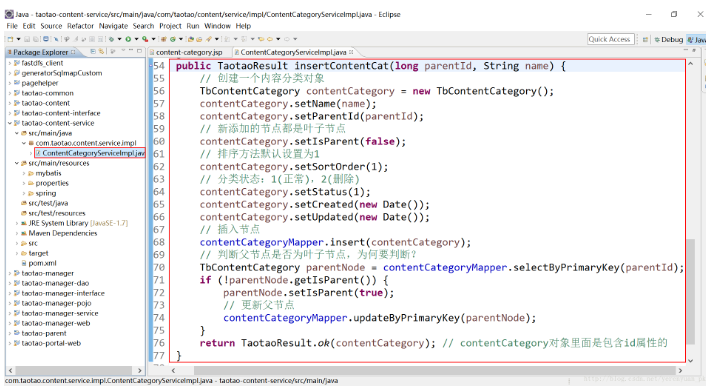 Java - taotao-content-service/src/main/java/com/taotao/content/service/impl/ContentCategoryServiceImpl.java - Eclipse
File Edit Source Refactor Navigate Search Project Run Window Help
Quick Access
Debug
Java
Package Explorer
content-category.jsp
ContentCategoryServiceImpl.java
fastdfs_client
generatorSqlmapCustom
pagehelper
taotao-common
taotao-content
taotao-content-interface
taotao-content-service
src/main/java
com.taotao.content.service.impl
ContentCategoryServiceImpl.java
src/main/resources
mybatis
properties
spring
src/test/java
src/test/resources
JRE System Library [JavaSE-1.7]
Maven Dependencies
src
target
pom.xml
taotao-manager
taotao-manager-dao
taotao-manager-interface
taotao-manager-pojo
taotao-manager-service
taotao-manager-web
taotao-parent
taotao-portal-web
54 public TaotaoResult insertContentCat(long parentId, String name) {
55 // 创建一个内容分类对象
56 TbContentCategory contentCategory = new TbContentCategory();
57 contentCategory.setName(name);
58 contentCategory.setParentId(parentId);
59 // 新添加的节点都是叶子节点
60 contentCategory.setIsParent(false);
61 // 排序方法默认设置为1
62 contentCategory.setSortOrder(1);
63 // 分类状态：1(正常)，2(删除)
64 contentCategory.setStatus(1);
65 contentCategory.setCreated(new Date());
66 contentCategory.setUpdated(new Date());
67 // 插入节点
68 contentCategoryMapper.insert(contentCategory);
69 // 判断父节点是否为叶子节点，为何要判断？
70 TbContentCategory parentNode = contentCategoryMapper.selectByPrimaryKey(parentId);
71 if (!parentNode.getIsParent()) {
72 parentNode.setIsParent(true);
73 // 更新父节点
74 contentCategoryMapper.updateByPrimaryKey(parentNode);
75 }
76 return TaotaoResult.ok(contentCategory); // contentCategory对象里面是包含id属性的
77 }
com.taotao.content.service.impl.ContentCategoryServiceImpl.java - taotao-content-service/src/main/java